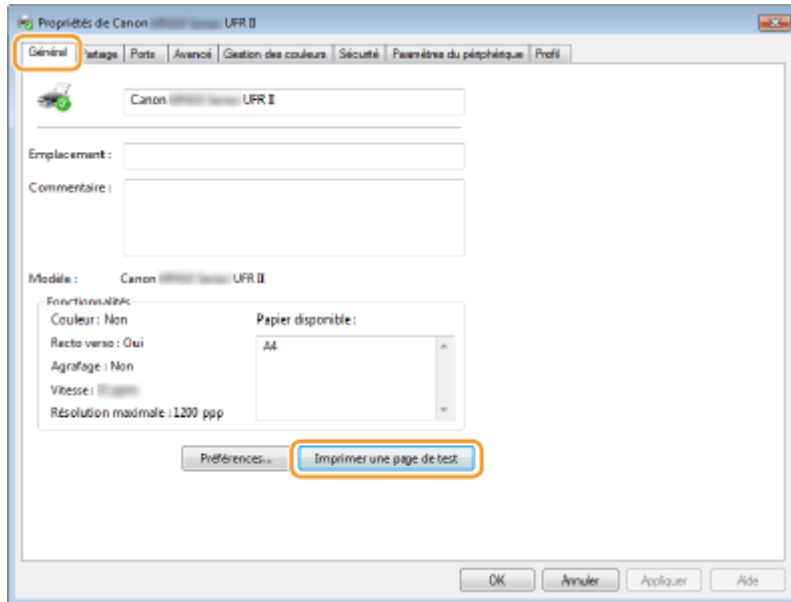 Propriétés de Canon UFR II
Général Partage Ports Avancé Gestion des couleurs Sécurité Paramètres du périphérique Profil
Canon UFR II
Emplacement :
Commentaire :
Modèle : Canon UFR II
Fonctionnalités
Couleur : Non Papier disponible :
Recto verso : Oui A4
Agrafage : Non
Vitesse :
Résolution maximale : 1200 ppp
Préférences... Imprimer une page de test
OK Annuler Appliquer Aide